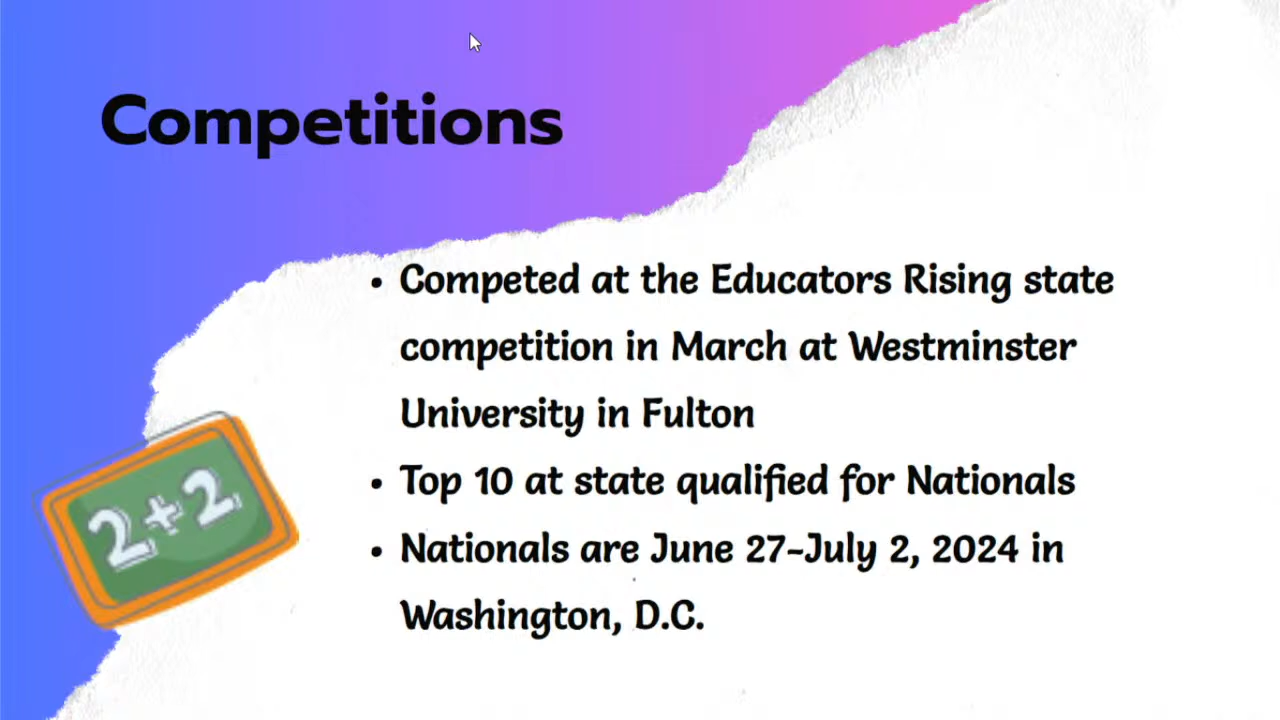 Competitions
• Competed at the Educators Rising state
competition in March at Westminster
University in Fulton
• Top 10 at state qualified for Nationals
• Nationals are June 27-July 2, 2024 in
Washington, D.C.
2+2